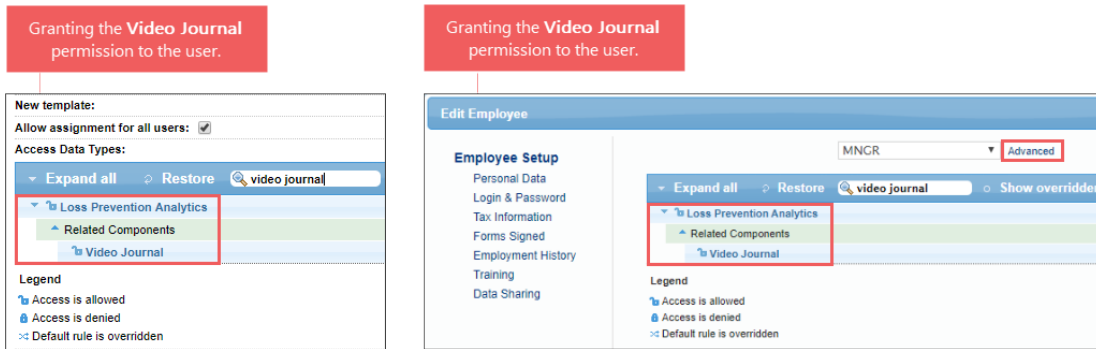 Granting the Video Journal
permission to the user.
New template:
Allow assignment for all users:
Access Data Types:
Expand all Restore video journal
Loss Prevention Analytics
Related Components
Video Journal
Legend
Access is allowed
Access is denied
Default rule is overridden
Granting the Video Journal
permission to the user.
Edit Employee
Employee Setup
Personal Data
Login & Password
Tax Information
Forms Signed
Employment History
Training
Data Sharing
MNGR Advanced
Expand all Restore video journal Show overridden
Loss Prevention Analytics
Related Components
Video Journal
Legend
Access is allowed
Access is denied
Default rule is overridden